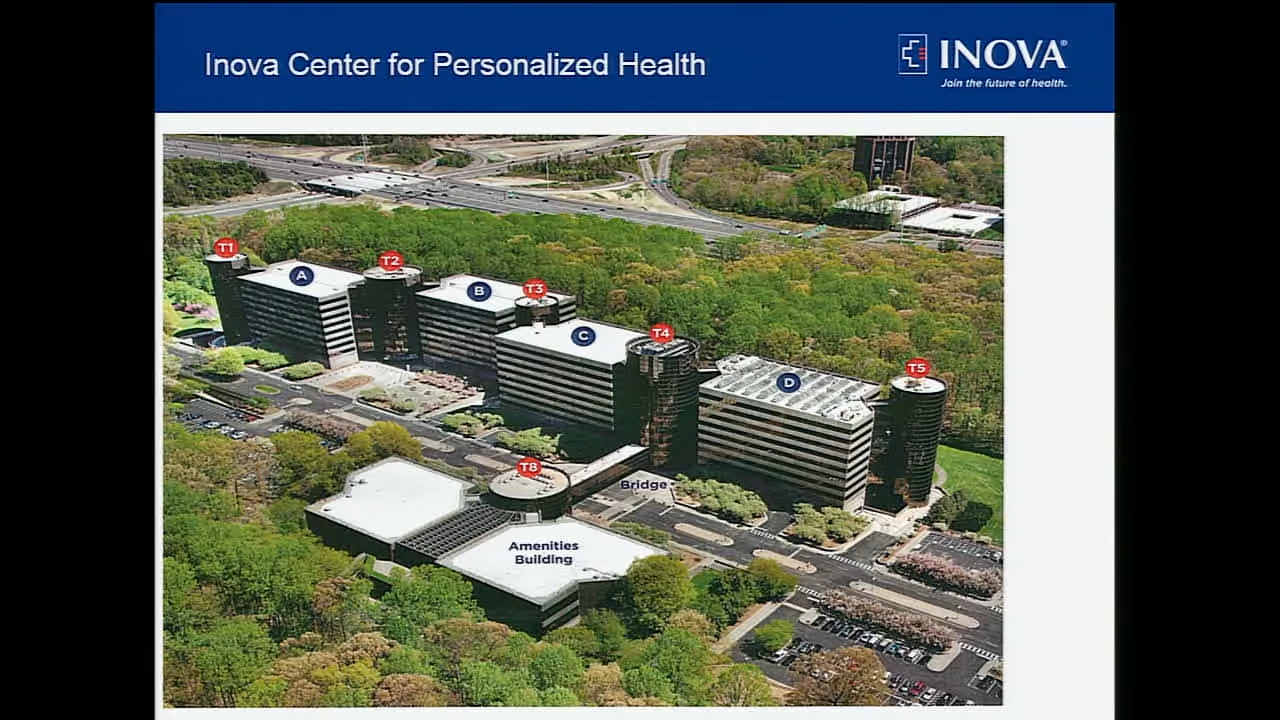 Inova Center for Personalized Health
INOVA®
Join the future of health.
T1
A
T2
B
T3
C
T4
D
T5
T8
Bridge
Amenities
Building